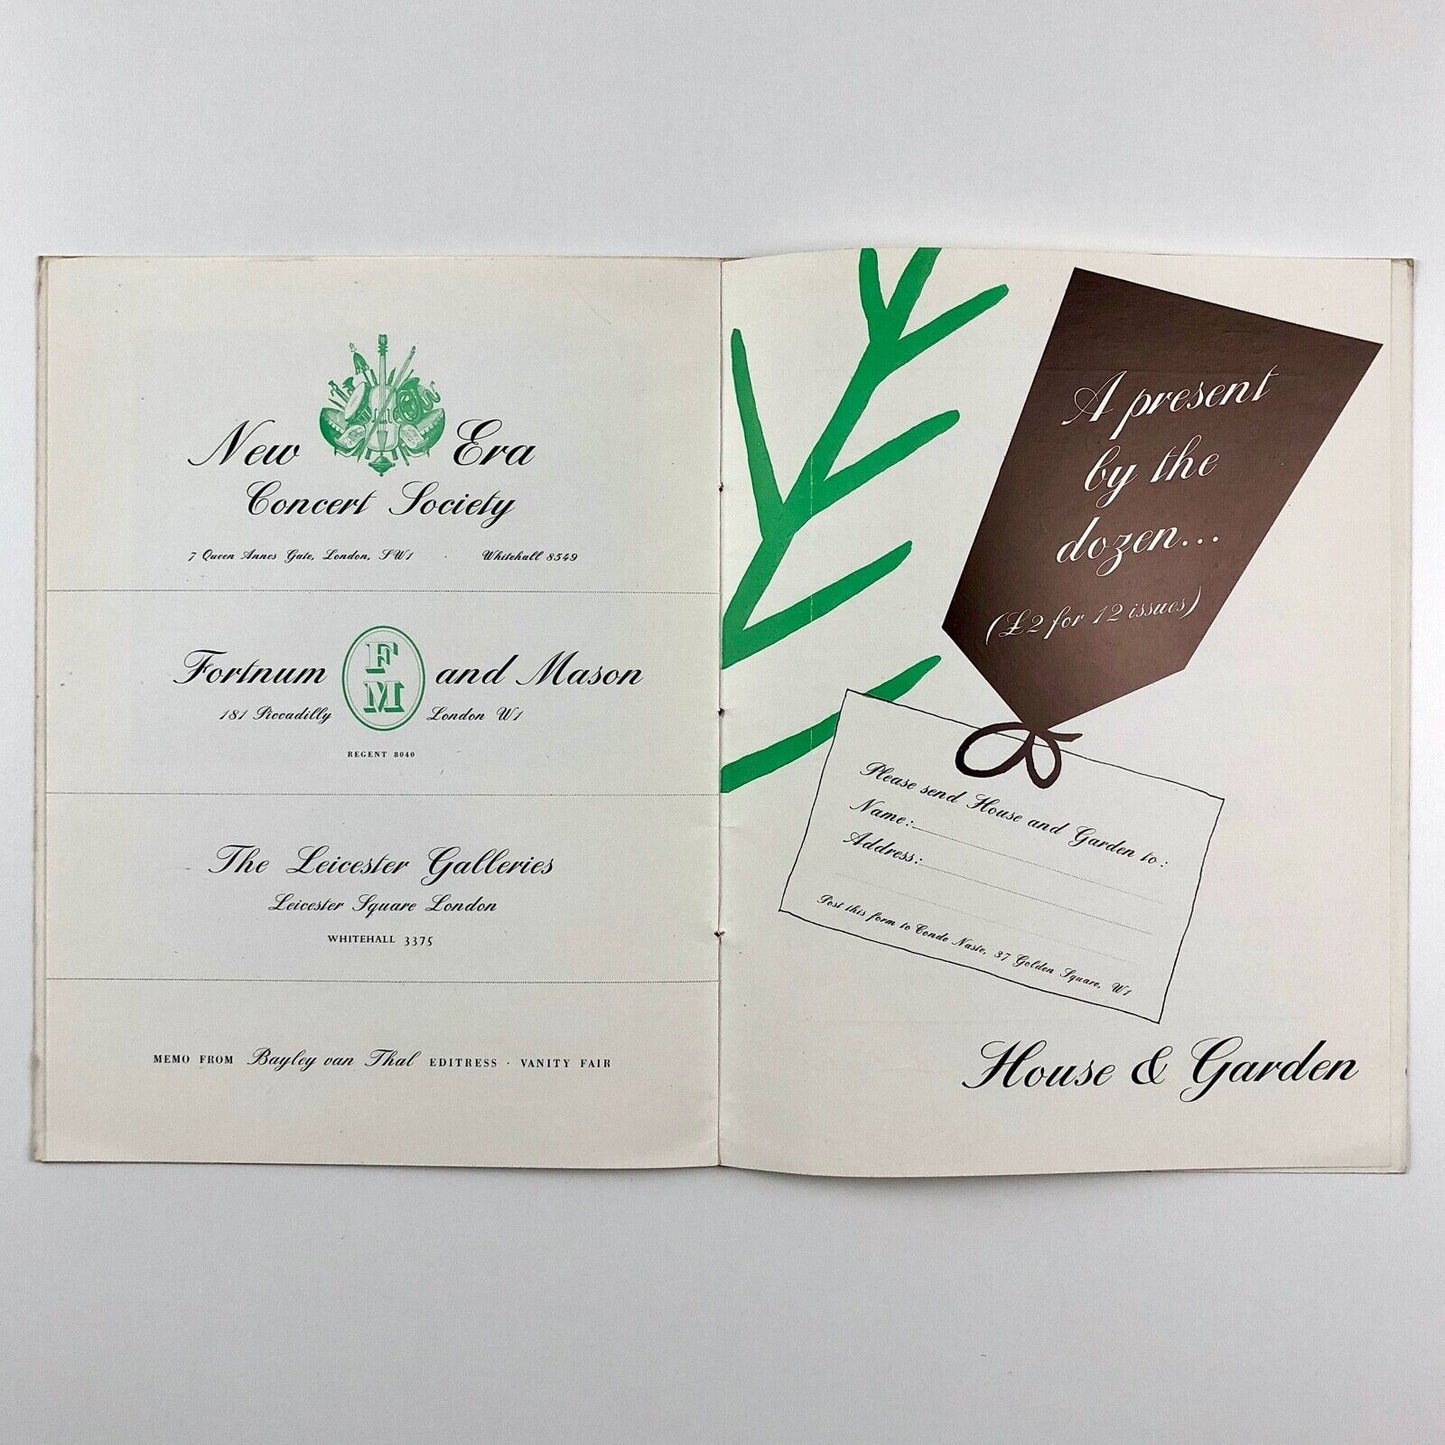 New Era
Concert Society
7 Queen Annes Gate, London, SW1 · Whitehall 8549
Fortnum FM and Mason
181 Piccadilly London W1
REGENT 8040
The Leicester Galleries
Leicester Square London
WHITEHALL 3375
MEMO FROM Bayley van Thal EDITRESS · VANITY FAIR
A present
by the
dozen...
(£2 for 12 issues)
Please send House and Garden to:
Name:
Address:
Post this form to Conde Naste, 37 Golden Square, W1
House & Garden